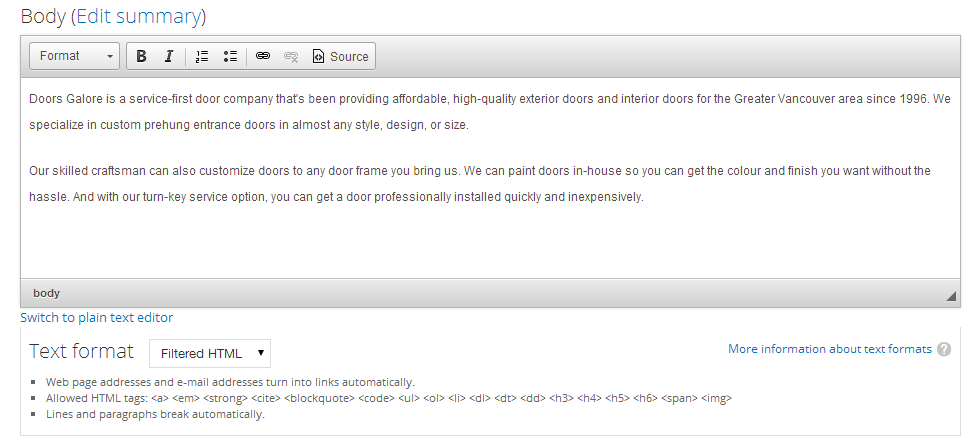 Body (Edit summary)
Format B I Source
Doors Galore is a service-first door company that's been providing affordable, high-quality exterior doors and interior doors for the Greater Vancouver area since 1996. We
specialize in custom prehung entrance doors in almost any style, design, or size.
Our skilled craftsman can also customize doors to any door frame you bring us. We can paint doors in-house so you can get the colour and finish you want without the
hassle. And with our turn-key service option, you can get a door professionally installed quickly and inexpensively.
body
Switch to plain text editor
Text format Filtered HTML More information about text formats ?
Web page addresses and e-mail addresses turn into links automatically.
Allowed HTML tags: <a> <em> <strong> <cite> <blockquote> <code> <ul> <ol> <li> <dl> <dt> <dd> <h3> <h4> <h5> <h6> <span> <img>
Lines and paragraphs break automatically.